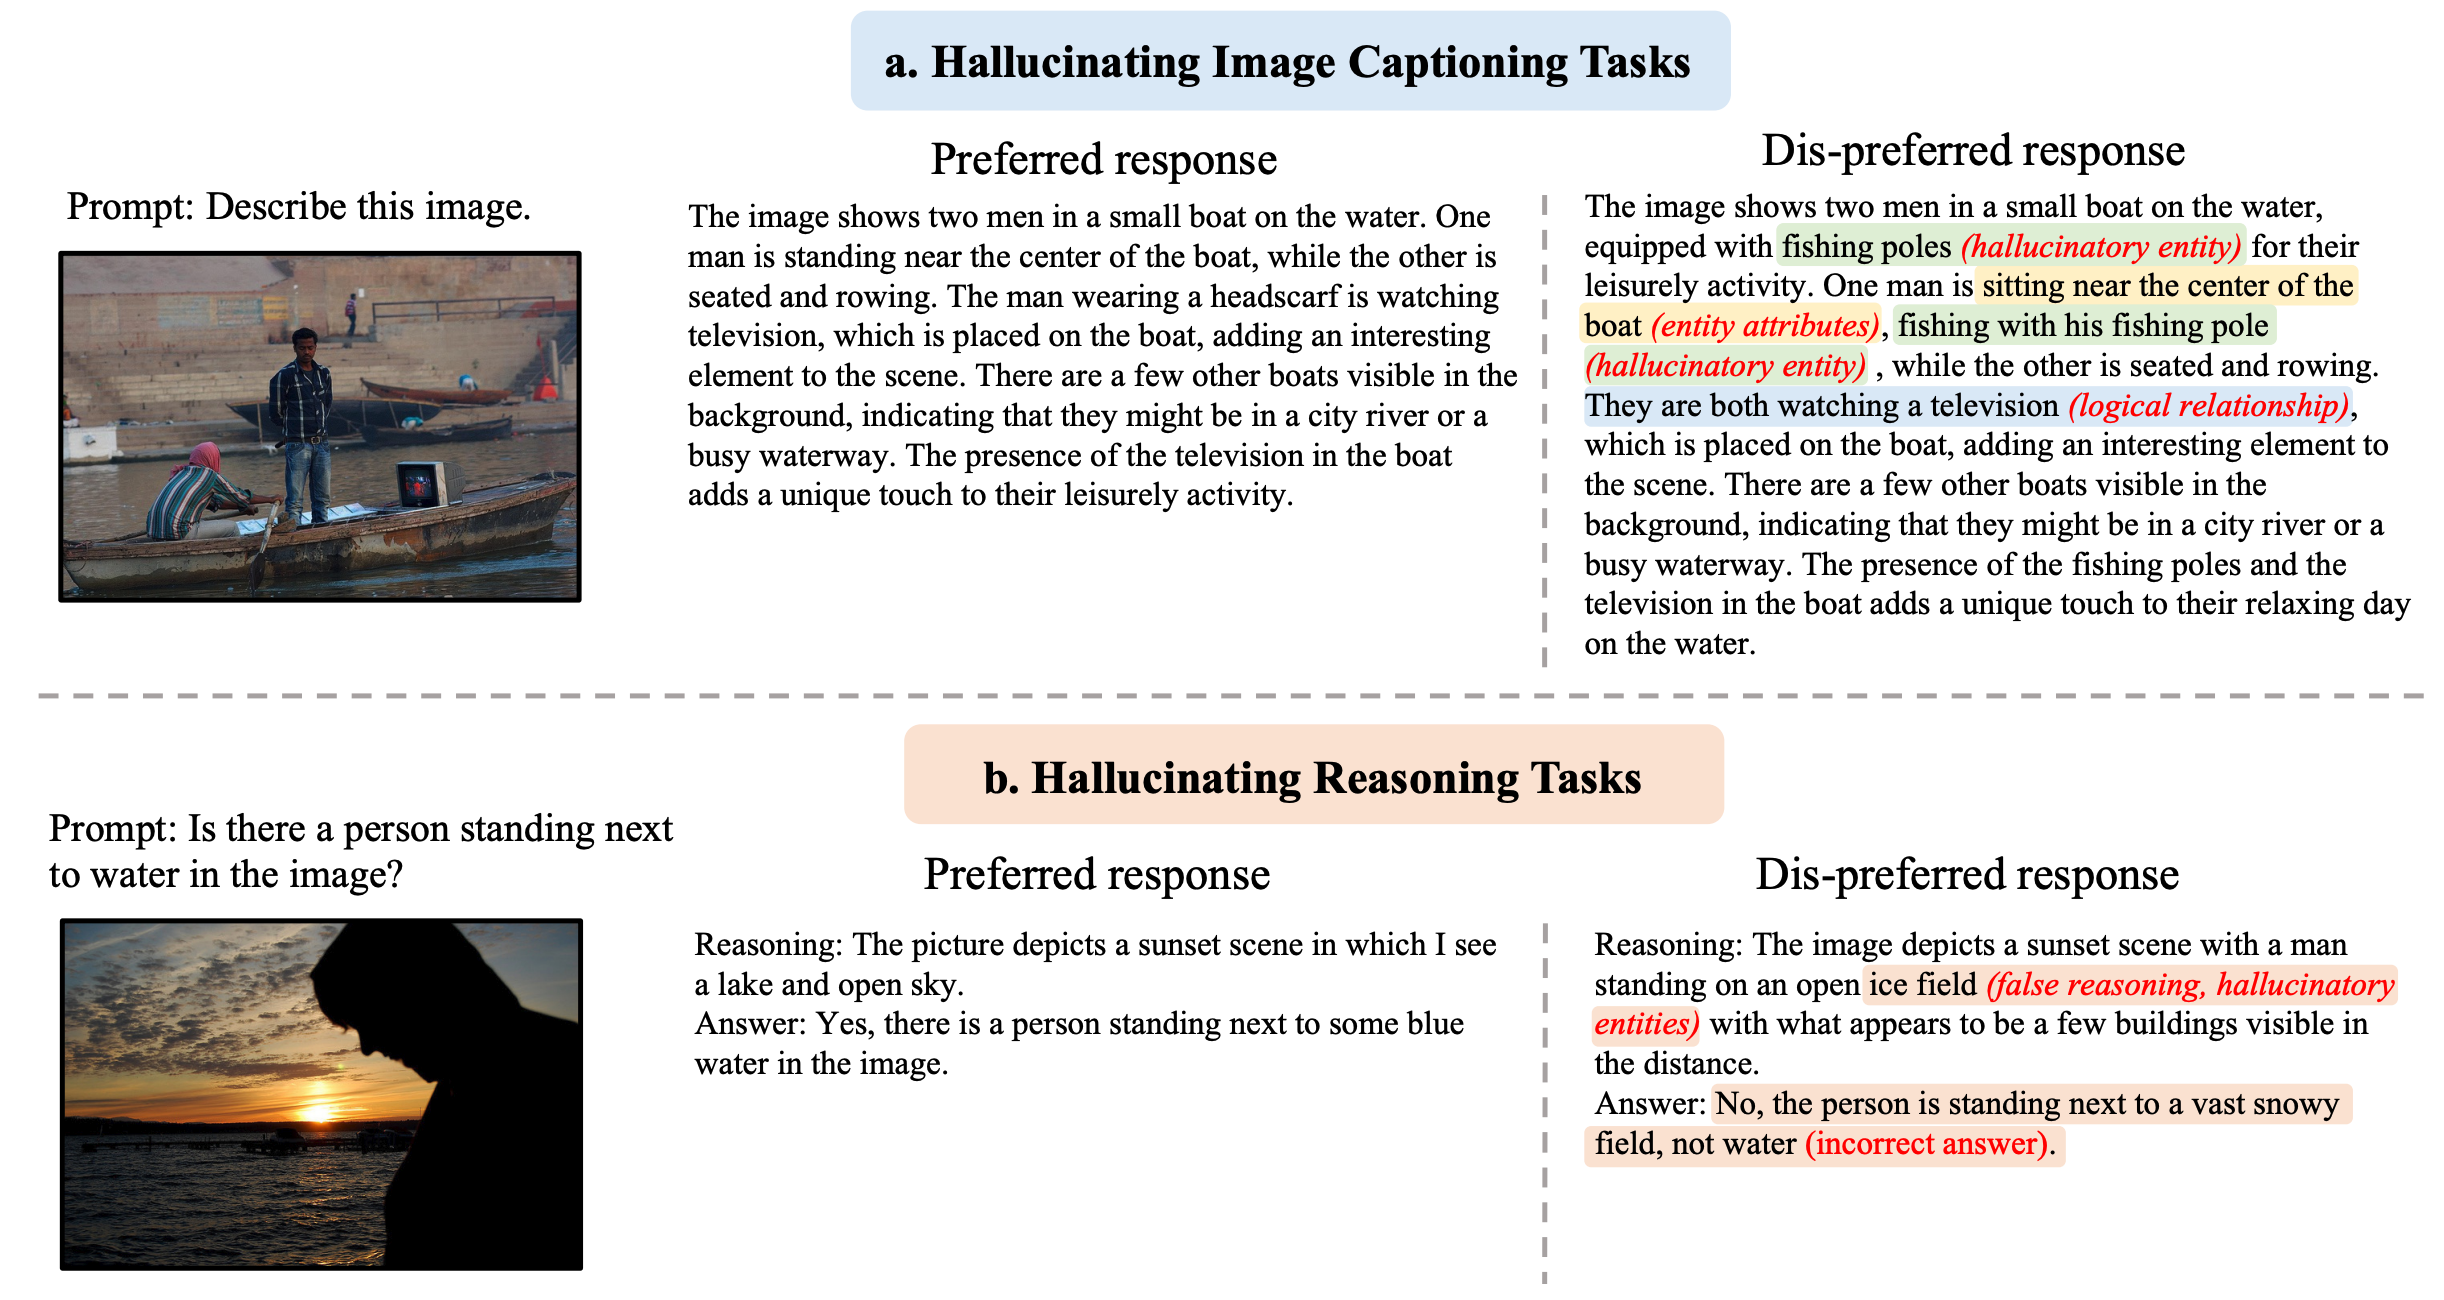 a. Hallucinating Image Captioning Tasks
Prompt: Describe this image.
Preferred response
The image shows two men in a small boat on the water. One
man is standing near the center of the boat, while the other is
seated and rowing. The man wearing a headscarf is watching
television, which is placed on the boat, adding an interesting
element to the scene. There are a few other boats visible in the
background, indicating that they might be in a city river or a
busy waterway. The presence of the television in the boat
adds a unique touch to their leisurely activity.
Dis-preferred response
The image shows two men in a small boat on the water,
equipped with fishing poles (hallucinatory entity) for their
leisurely activity. One man is sitting near the center of the
boat (entity attributes), fishing with his fishing pole
(hallucinatory entity) , while the other is seated and rowing.
They are both watching a television (logical relationship),
which is placed on the boat, adding an interesting element to
the scene. There are a few other boats visible in the
background, indicating that they might be in a city river or a
busy waterway. The presence of the fishing poles and the
television in the boat adds a unique touch to their relaxing day
on the water.
b. Hallucinating Reasoning Tasks
Prompt: Is there a person standing next
to water in the image?
Preferred response
Reasoning: The picture depicts a sunset scene in which I see
a lake and open sky.
Answer: Yes, there is a person standing next to some blue
water in the image.
Dis-preferred response
Reasoning: The image depicts a sunset scene with a man
standing on an open ice field (false reasoning, hallucinatory
entities) with what appears to be a few buildings visible in
the distance.
Answer: No, the person is standing next to a vast snowy
field, not water (incorrect answer).